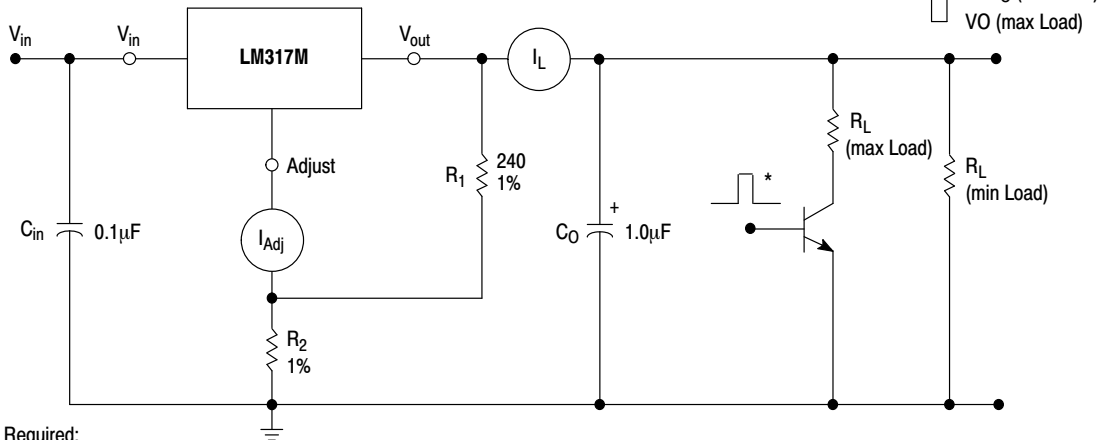 VO (max Load)
Vin
Vin
LM317M
Vout
IL
Adjust
R1
240
1%
RL
(max Load)
RL
(min Load)
*
Cin
0.1μF
IAdj
+
CO
1.0μF
R2
1%
Required: